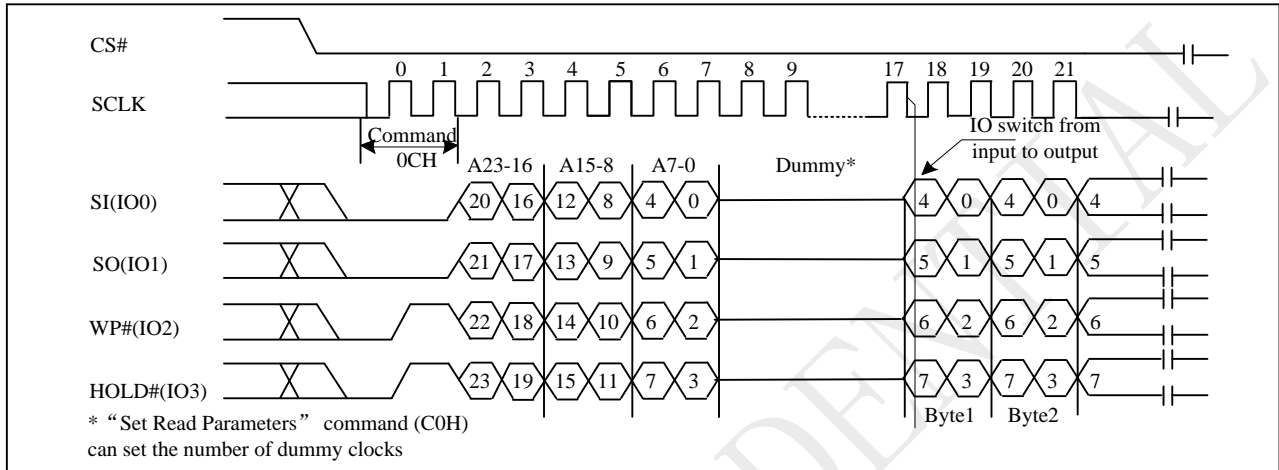 CS#
0 1 2 3 4 5 6 7 8 9 17 18 19 20 21
SCLK
Command
0CH
IO switch from
input to output
A23-16 A15-8 A7-0 Dummy*
SI(IO0) 20 16 12 8 4 0 4 0 4 0 4
SO(IO1) 21 17 13 9 5 1 5 1 5 1 5
WP#(IO2) 22 18 14 10 6 2 6 2 6 2 6
HOLD#(IO3) 23 19 15 11 7 3 7 3 7 3 7
Byte1 Byte2
* “Set Read Parameters” command (C0H)
can set the number of dummy clocks
DENTIAL